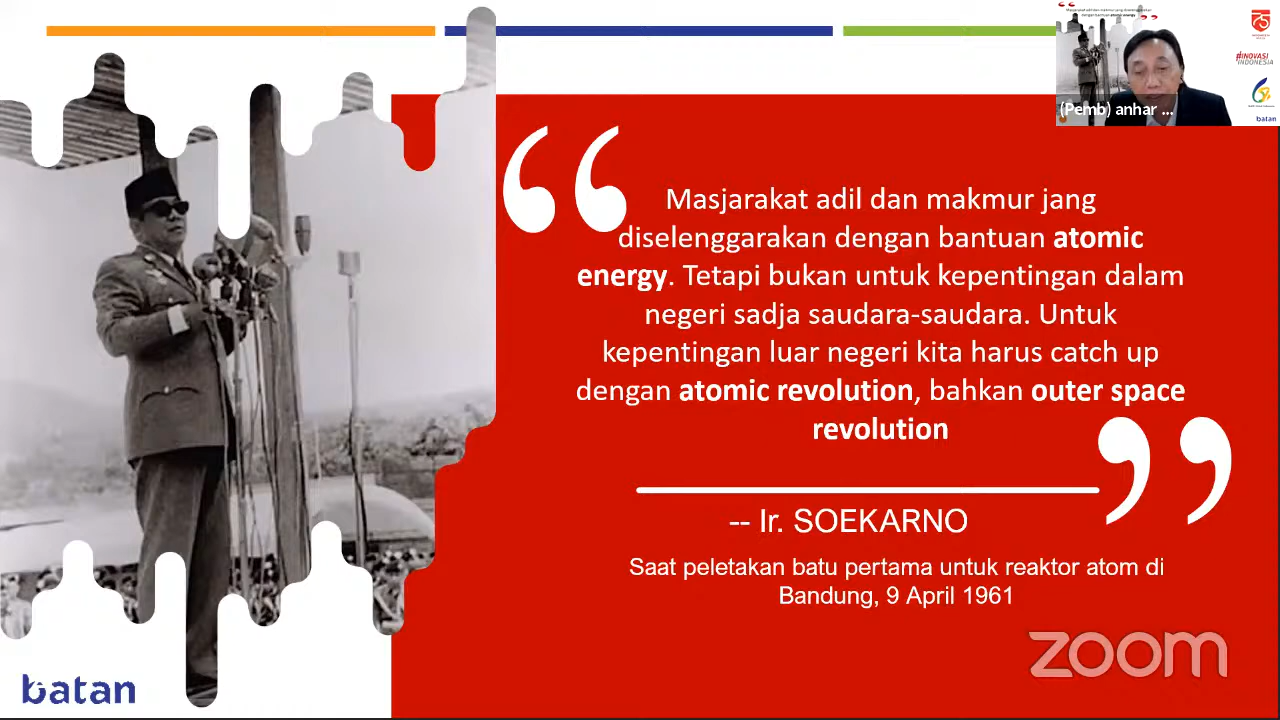 (Pemb) anhar ...
75
#INOVASI
INDONESIA
batan
Masjarakat adil dan makmur jang
diselenggarakan dengan bantuan atomic
energy. Tetapi bukan untuk kepentingan dalam
negeri sadja saudara-saudara. Untuk
kepentingan luar negeri kita harus catch up
dengan atomic revolution, bahkan outer space
revolution
-- Ir. SOEKARNO
Saat peletakan batu pertama untuk reaktor atom di
Bandung, 9 April 1961
zoom
batan